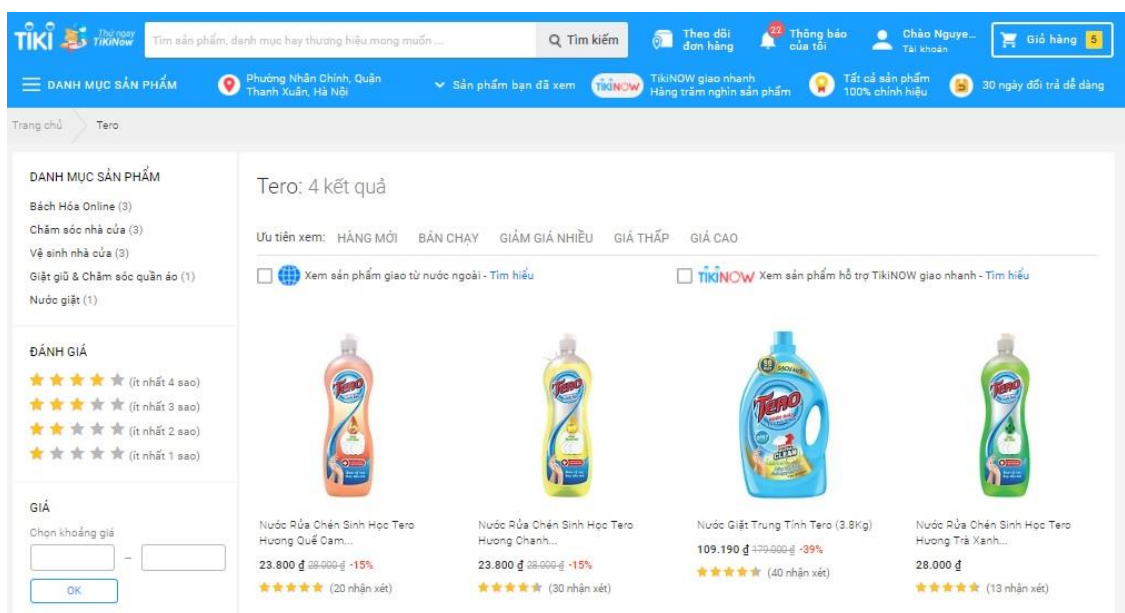 TIKI Thử ngay
TIKINOW
Tìm sản phẩm, danh mục hay thương hiệu mong muốn ...
Tìm kiếm
Theo dõi
đơn hàng
22
Thông báo
của tôi
Chào Nguye...
Tài khoản
Giỏ hàng 5
DANH MỤC SẢN PHẨM
Phường Nhân Chính, Quận
Thanh Xuân, Hà Nội
Sản phẩm bạn đã xem
TIKINOW
TikiNOW giao nhanh
Hàng trăm nghìn sản phẩm
Tất cả sản phẩm
100% chính hiệu
30 ngày đổi trả dễ dàng
Trang chủ Tero
DANH MỤC SẢN PHẨM
Bách Hóa Online (3)
Chăm sóc nhà cửa (3)
Vệ sinh nhà cửa (3)
Giặt giũ & Chăm sóc quần áo (1)
Nước giặt (1)
ĐÁNH GIÁ
(ít nhất 4 sao)
(ít nhất 3 sao)
(ít nhất 2 sao)
(ít nhất 1 sao)
GIÁ
Chọn khoảng giá
–
OK
Tero: 4 kết quả
Ưu tiên xem: HÀNG MỚI BÁN CHẠY GIẢM GIÁ NHIỀU GIÁ THẤP GIÁ CAO
Xem sản phẩm giao từ nước ngoài - Tìm hiểu
TIKINOW Xem sản phẩm hỗ trợ TikiNOW giao nhanh - Tìm hiểu
TERO
TERO
TERO
CLEAN
TERO
Nước Rửa Chén Sinh Học Tero
Hương Quế Cam...
23.800 ₫ 28.000 ₫ -15%
(20 nhận xét)
Nước Rửa Chén Sinh Học Tero
Hương Chanh...
23.800 ₫ 28.000 ₫ -15%
(30 nhận xét)
Nước Giặt Trung Tính Tero (3.8Kg)
109.190 ₫ 179.000 ₫ -39%
(40 nhận xét)
Nước Rửa Chén Sinh Học Tero
Hương Trà Xanh...
28.000 ₫
(13 nhận xét)